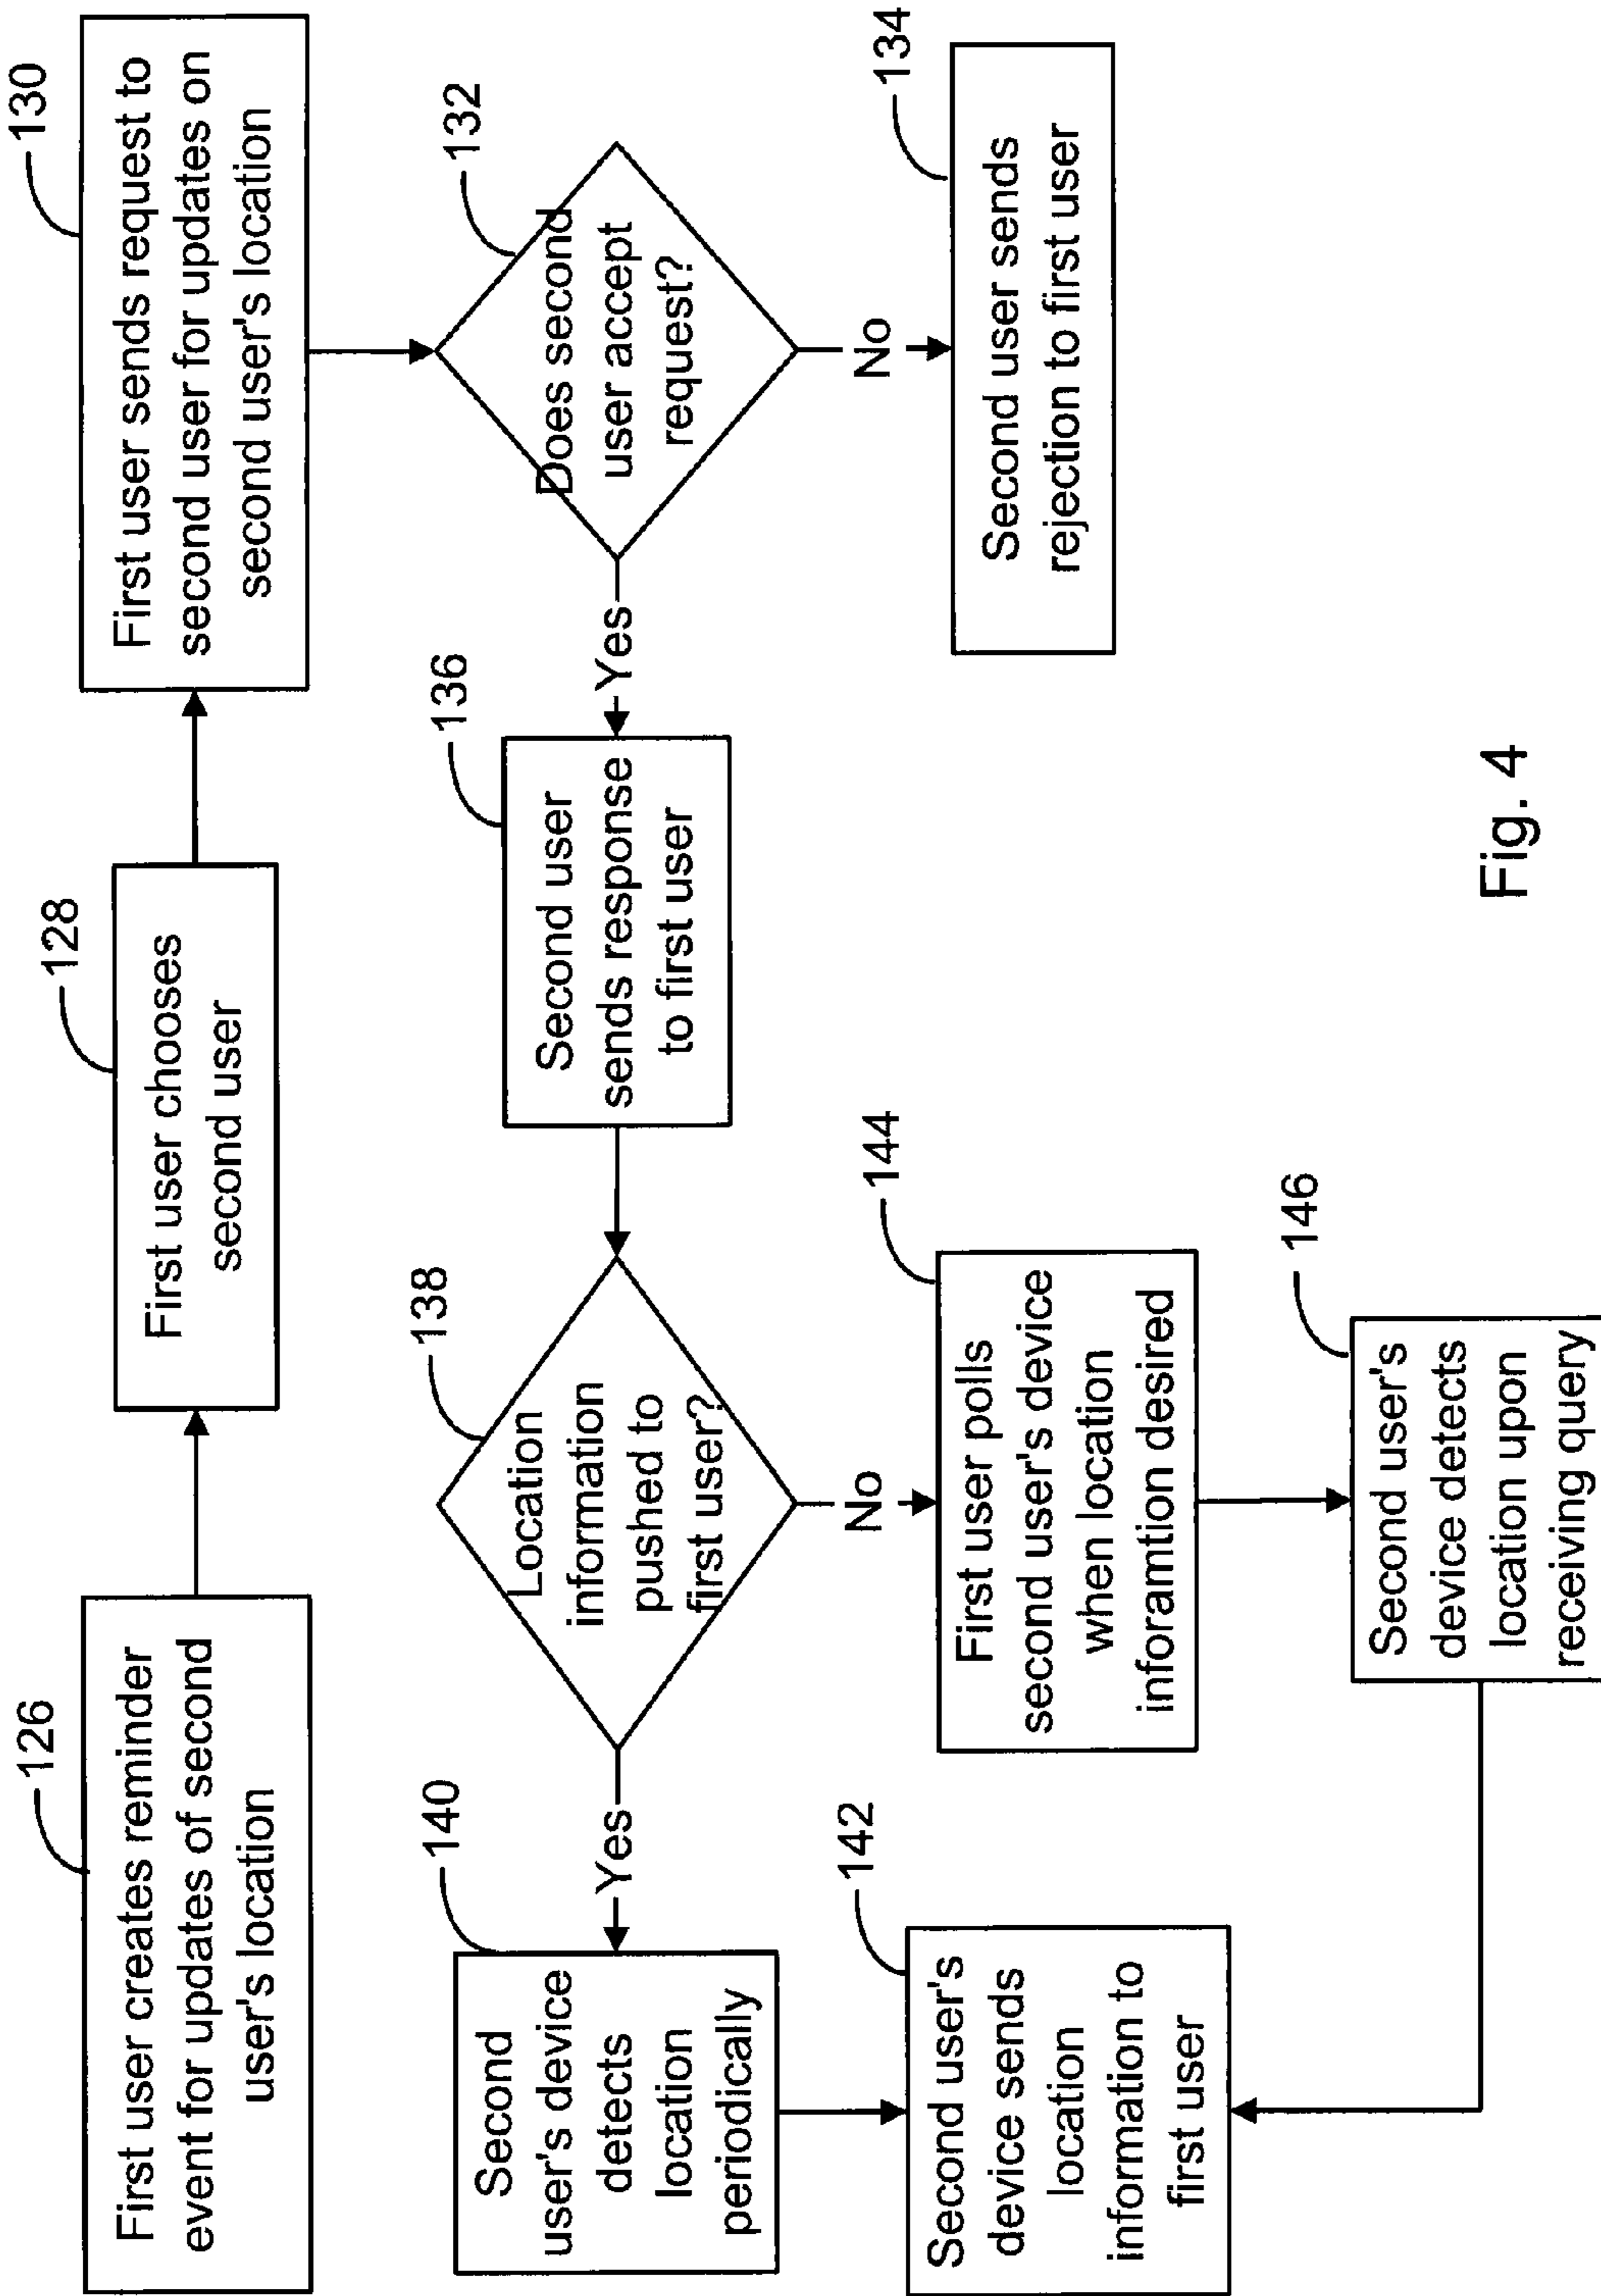 126
First user creates reminder
event for updates of second
user's location
128
First user chooses
second user
130
First user sends request to
second user for updates on
second user's location
132
Does second
user accept
request?
No
134
Second user sends
rejection to first user
Yes
136
Second user
sends response
to first user
138
Location
information
pushed to
first user?
Yes
140
Second
user's device
detects
location
periodically
142
Second user's
device sends
location
information to
first user
No
144
First user polls
second user's device
when location
inforamtion desired
146
Second user's
device detects
location upon
receiving query
Fig. 4